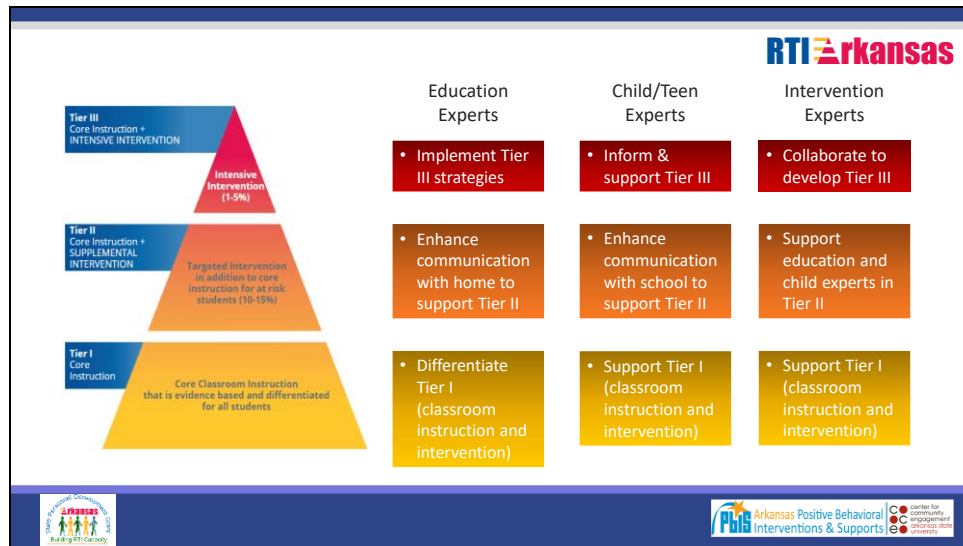 RTI Arkansas
Education
Experts
Child/Teen
Experts
Intervention
Experts
Tier III
Core Instruction +
INTENSIVE INTERVENTION
Intensive
Intervention
(1-5%)
• Implement Tier
III strategies
• Inform &
support Tier III
• Collaborate to
develop Tier III
Tier II
Core Instruction +
SUPPLEMENTAL
INTERVENTION
Targeted Intervention
in addition to core
instruction for at risk
students (10-15%)
• Enhance
communication
with home to
support Tier II
• Enhance
communication
with school to
support Tier II
• Support
education and
child experts in
Tier II
Tier I
Core
Instruction
Core Classroom Instruction
that is evidence based and differentiated
for all students
• Differentiate
Tier I
(classroom
instruction and
intervention)
• Support Tier I
(classroom
instruction and
intervention)
• Support Tier I
(classroom
instruction and
intervention)
State Personnel Development Grant
Arkansas
Building RTI Capacity
PbIS
Arkansas Positive Behavioral
Interventions & Supports
center for
community
engagement
arkansas state
university